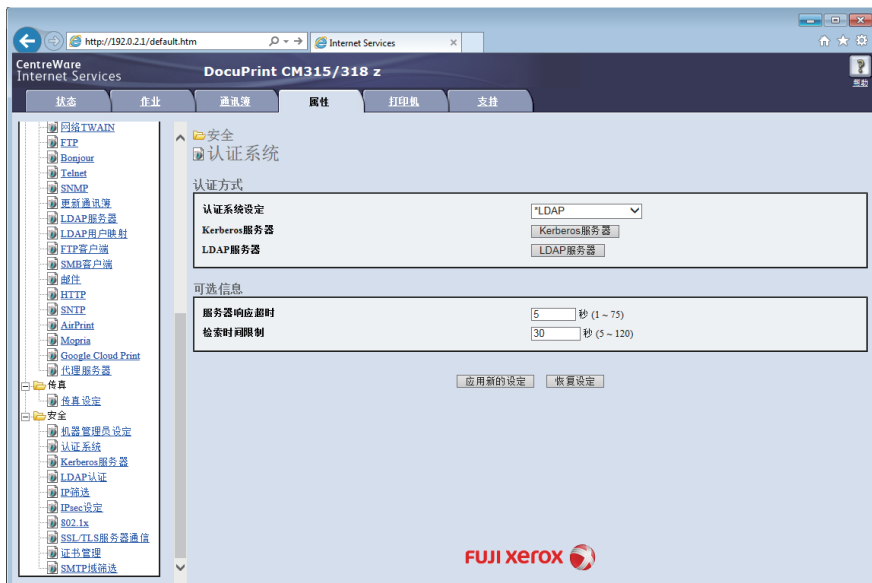 http://192.0.2.1/default.htm
Internet Services
CentreWare
Internet Services
DocuPrint CM315/318 z
帮助
状态
作业
通讯簿
属性
打印机
支持
网络TWAIN
FTP
Bonjour
Telnet
SNMP
更新通讯簿
LDAP服务器
LDAP用户映射
FTP客户端
SMB客户端
邮件
HTTP
SNTP
AirPrint
Mopria
Google Cloud Print
代理服务器
传真
传真设定
安全
机器管理员设定
认证系统
Kerberos服务器
LDAP认证
IP筛选
IPsec设定
802.1x
SSL/TLS服务器通信
证书管理
SMTP域筛选
安全
认证系统
认证方式
认证系统设定 *LDAP
Kerberos服务器 Kerberos服务器
LDAP服务器 LDAP服务器
可选信息
服务器响应超时 5 秒 (1 ~ 75)
检索时间限制 30 秒 (5 ~ 120)
应用新的设定 恢复设定
FUJI xerox